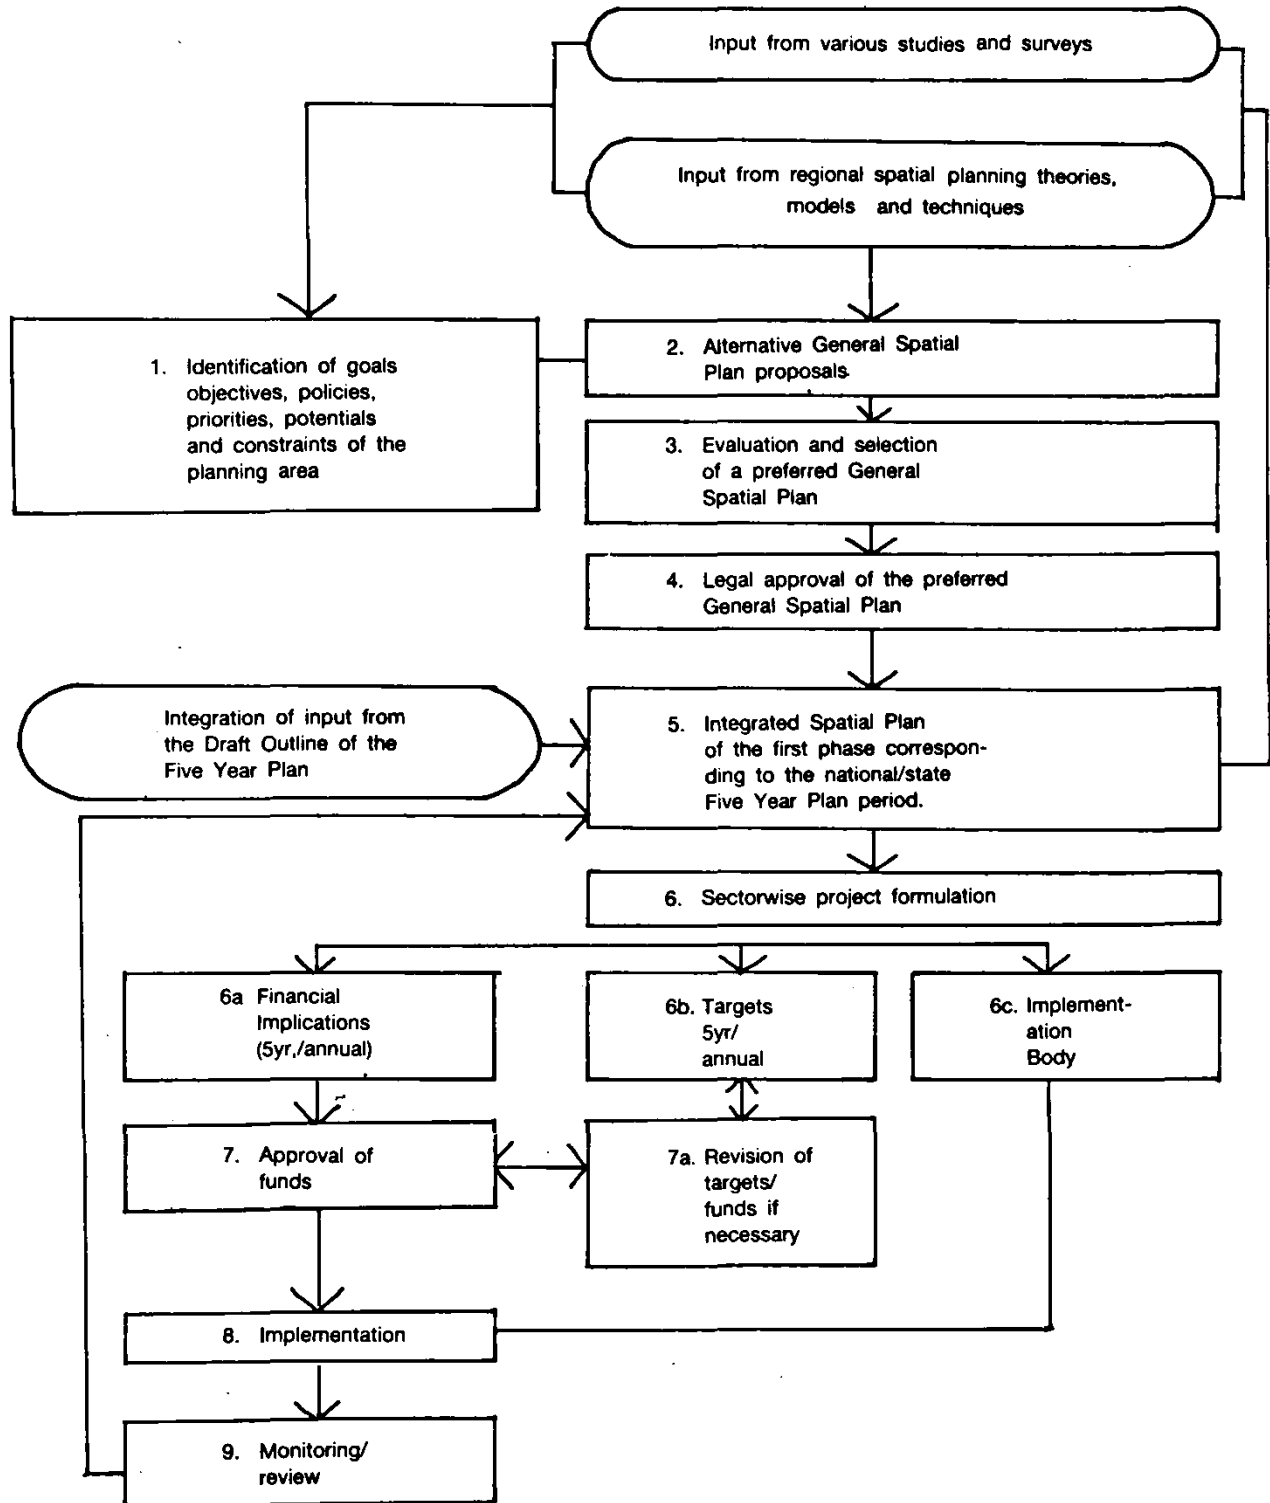 Input from various studies and surveys
Input from regional spatial planning theories,
models and techniques
1. Identification of goals
objectives, policies,
priorities, potentials
and constraints of the
planning area
2. Alternative General Spatial
Plan proposals
3. Evaluation and selection
of a preferred General
Spatial Plan
4. Legal approval of the preferred
General Spatial Plan
Integration of input from
the Draft Outline of the
Five Year Plan
5. Integrated Spatial Plan
of the first phase correspon-
ding to the national/state
Five Year Plan period.
6. Sectorwise project formulation
6a Financial
Implications
(5yr,/annual)
6b. Targets
5yr/
annual
6c. Implement-
ation
Body
7. Approval of
funds
7a. Revision of
targets/
funds if
necessary
8. Implementation
9. Monitoring/
review